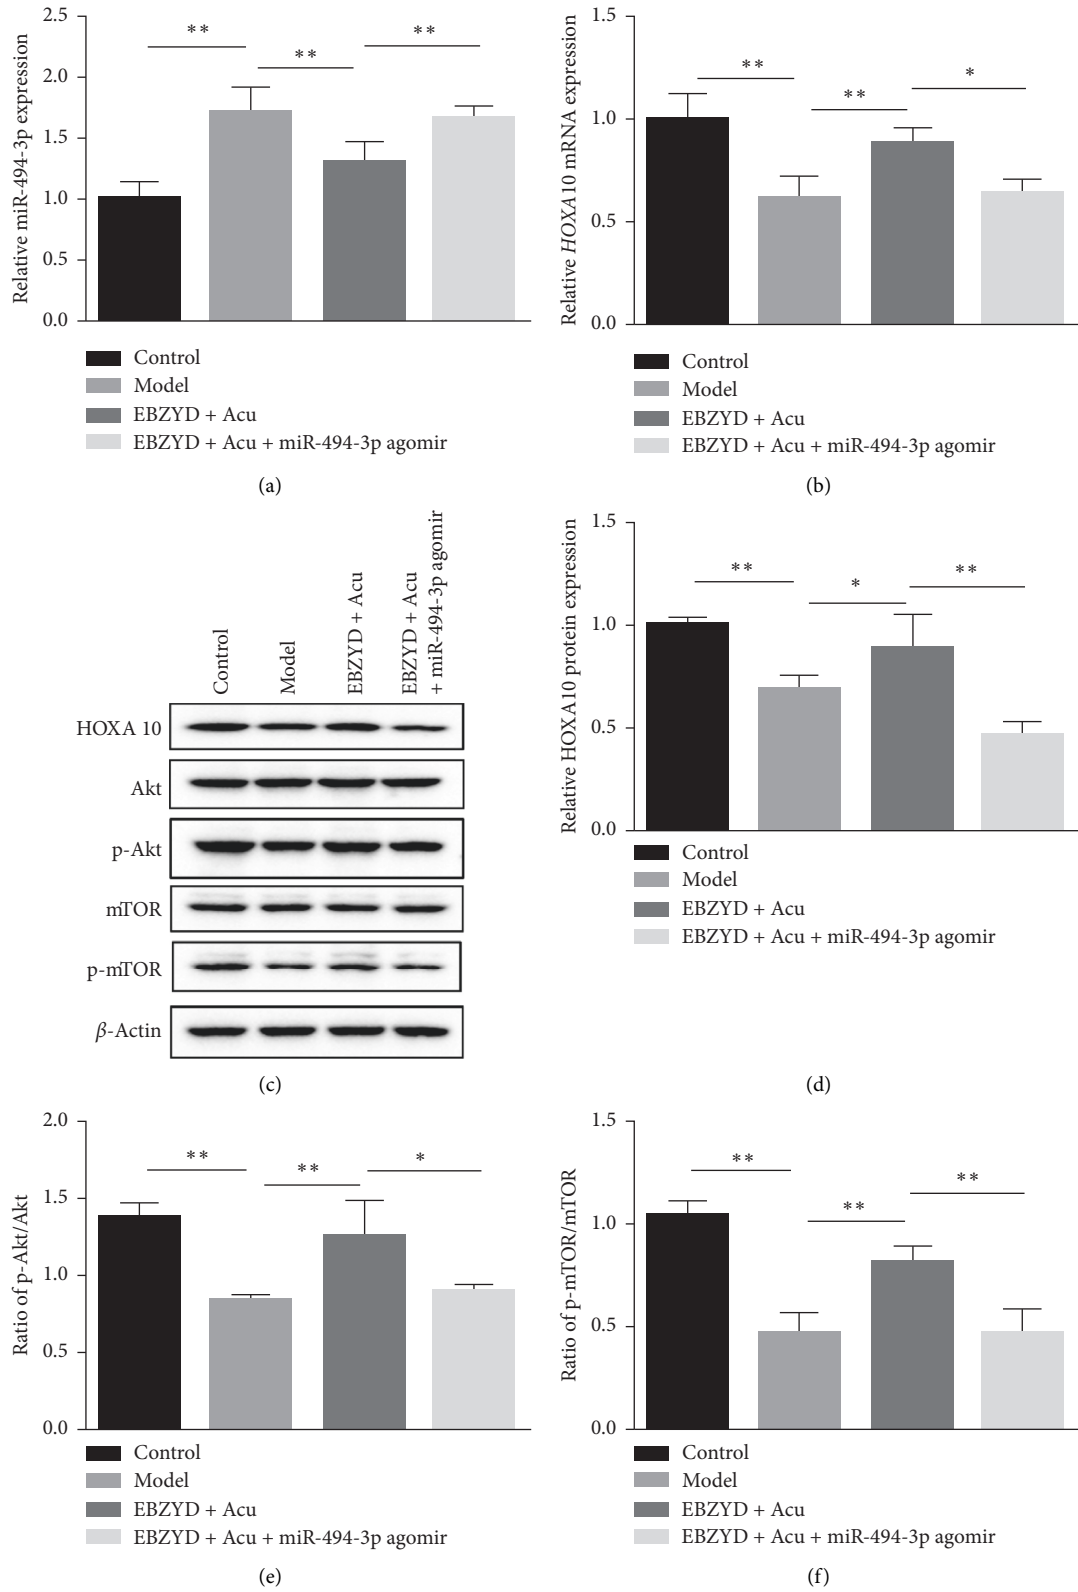 Relative miR-494-3p expression
2.5
2.0
1.5
1.0
0.5
0.0
**
**
**
Control
Model
EBZYD + Acu
EBZYD + Acu + miR-494-3p agomir
(a)
Relative HOXA10 mRNA expression
1.5
1.0
0.5
0.0
**
**
*
Control
Model
EBZYD + Acu
EBZYD + Acu + miR-494-3p agomir
(b)
Control
Model
EBZYD + Acu
EBZYD + Acu
+ miR-494-3p agomir
HOXA 10
Akt
p-Akt
mTOR
p-mTOR
β-Actin
(c)
Relative HOXA10 protein expression
1.5
1.0
0.5
0.0
**
*
**
Control
Model
EBZYD + Acu
EBZYD + Acu + miR-494-3p agomir
(d)
Ratio of p-Akt/Akt
2.0
1.5
1.0
0.5
0.0
**
**
*
Control
Model
EBZYD + Acu
EBZYD + Acu + miR-494-3p agomir
(e)
Ratio of p-mTOR/mTOR
1.5
1.0
0.5
0.0
**
**
**
Control
Model
EBZYD + Acu
EBZYD + Acu + miR-494-3p agomir
(f)